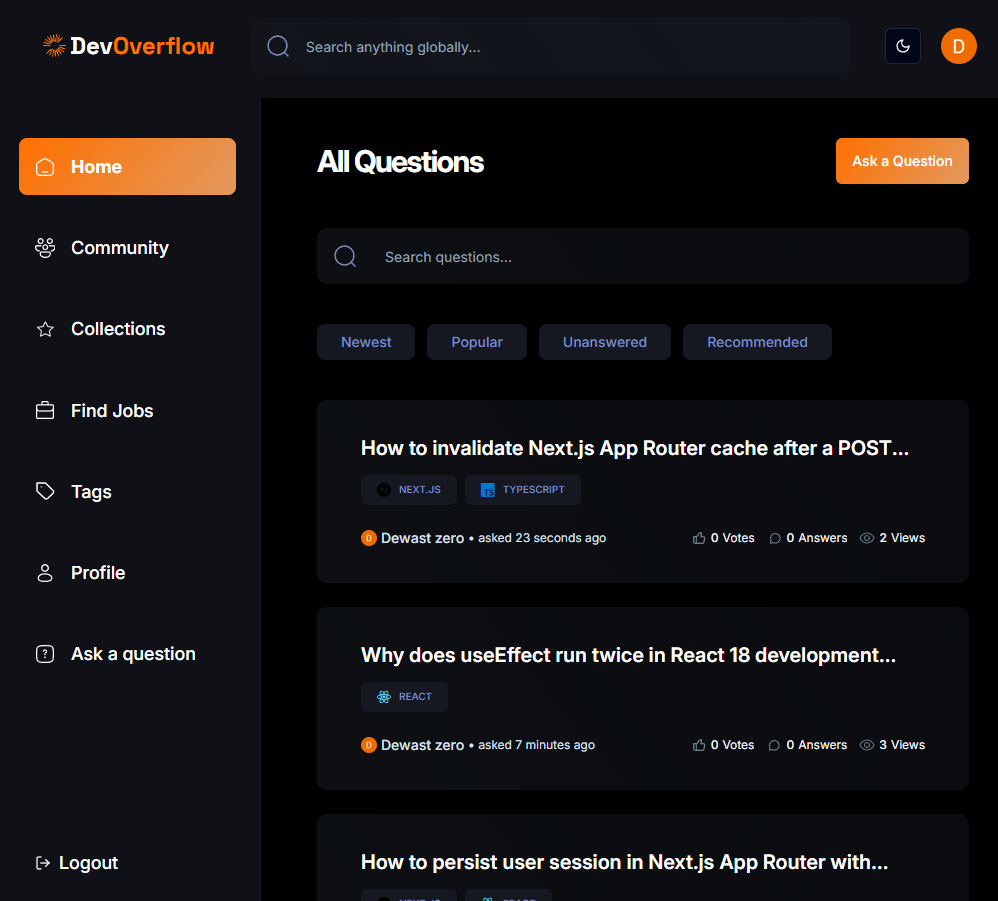 DevOverflow
Search anything globally...
D
Home
Community
Collections
Find Jobs
Tags
Profile
Ask a question
Logout
All Questions
Ask a Question
Search questions...
Newest Popular Unanswered Recommended
How to invalidate Next.js App Router cache after a POST...
NEXT.JS TS TYPESCRIPT
D Dewast zero • asked 23 seconds ago 0 Votes 0 Answers 2 Views
Why does useEffect run twice in React 18 development...
REACT
D Dewast zero • asked 7 minutes ago 0 Votes 0 Answers 3 Views
How to persist user session in Next.js App Router with...
NEXT.JS REACT